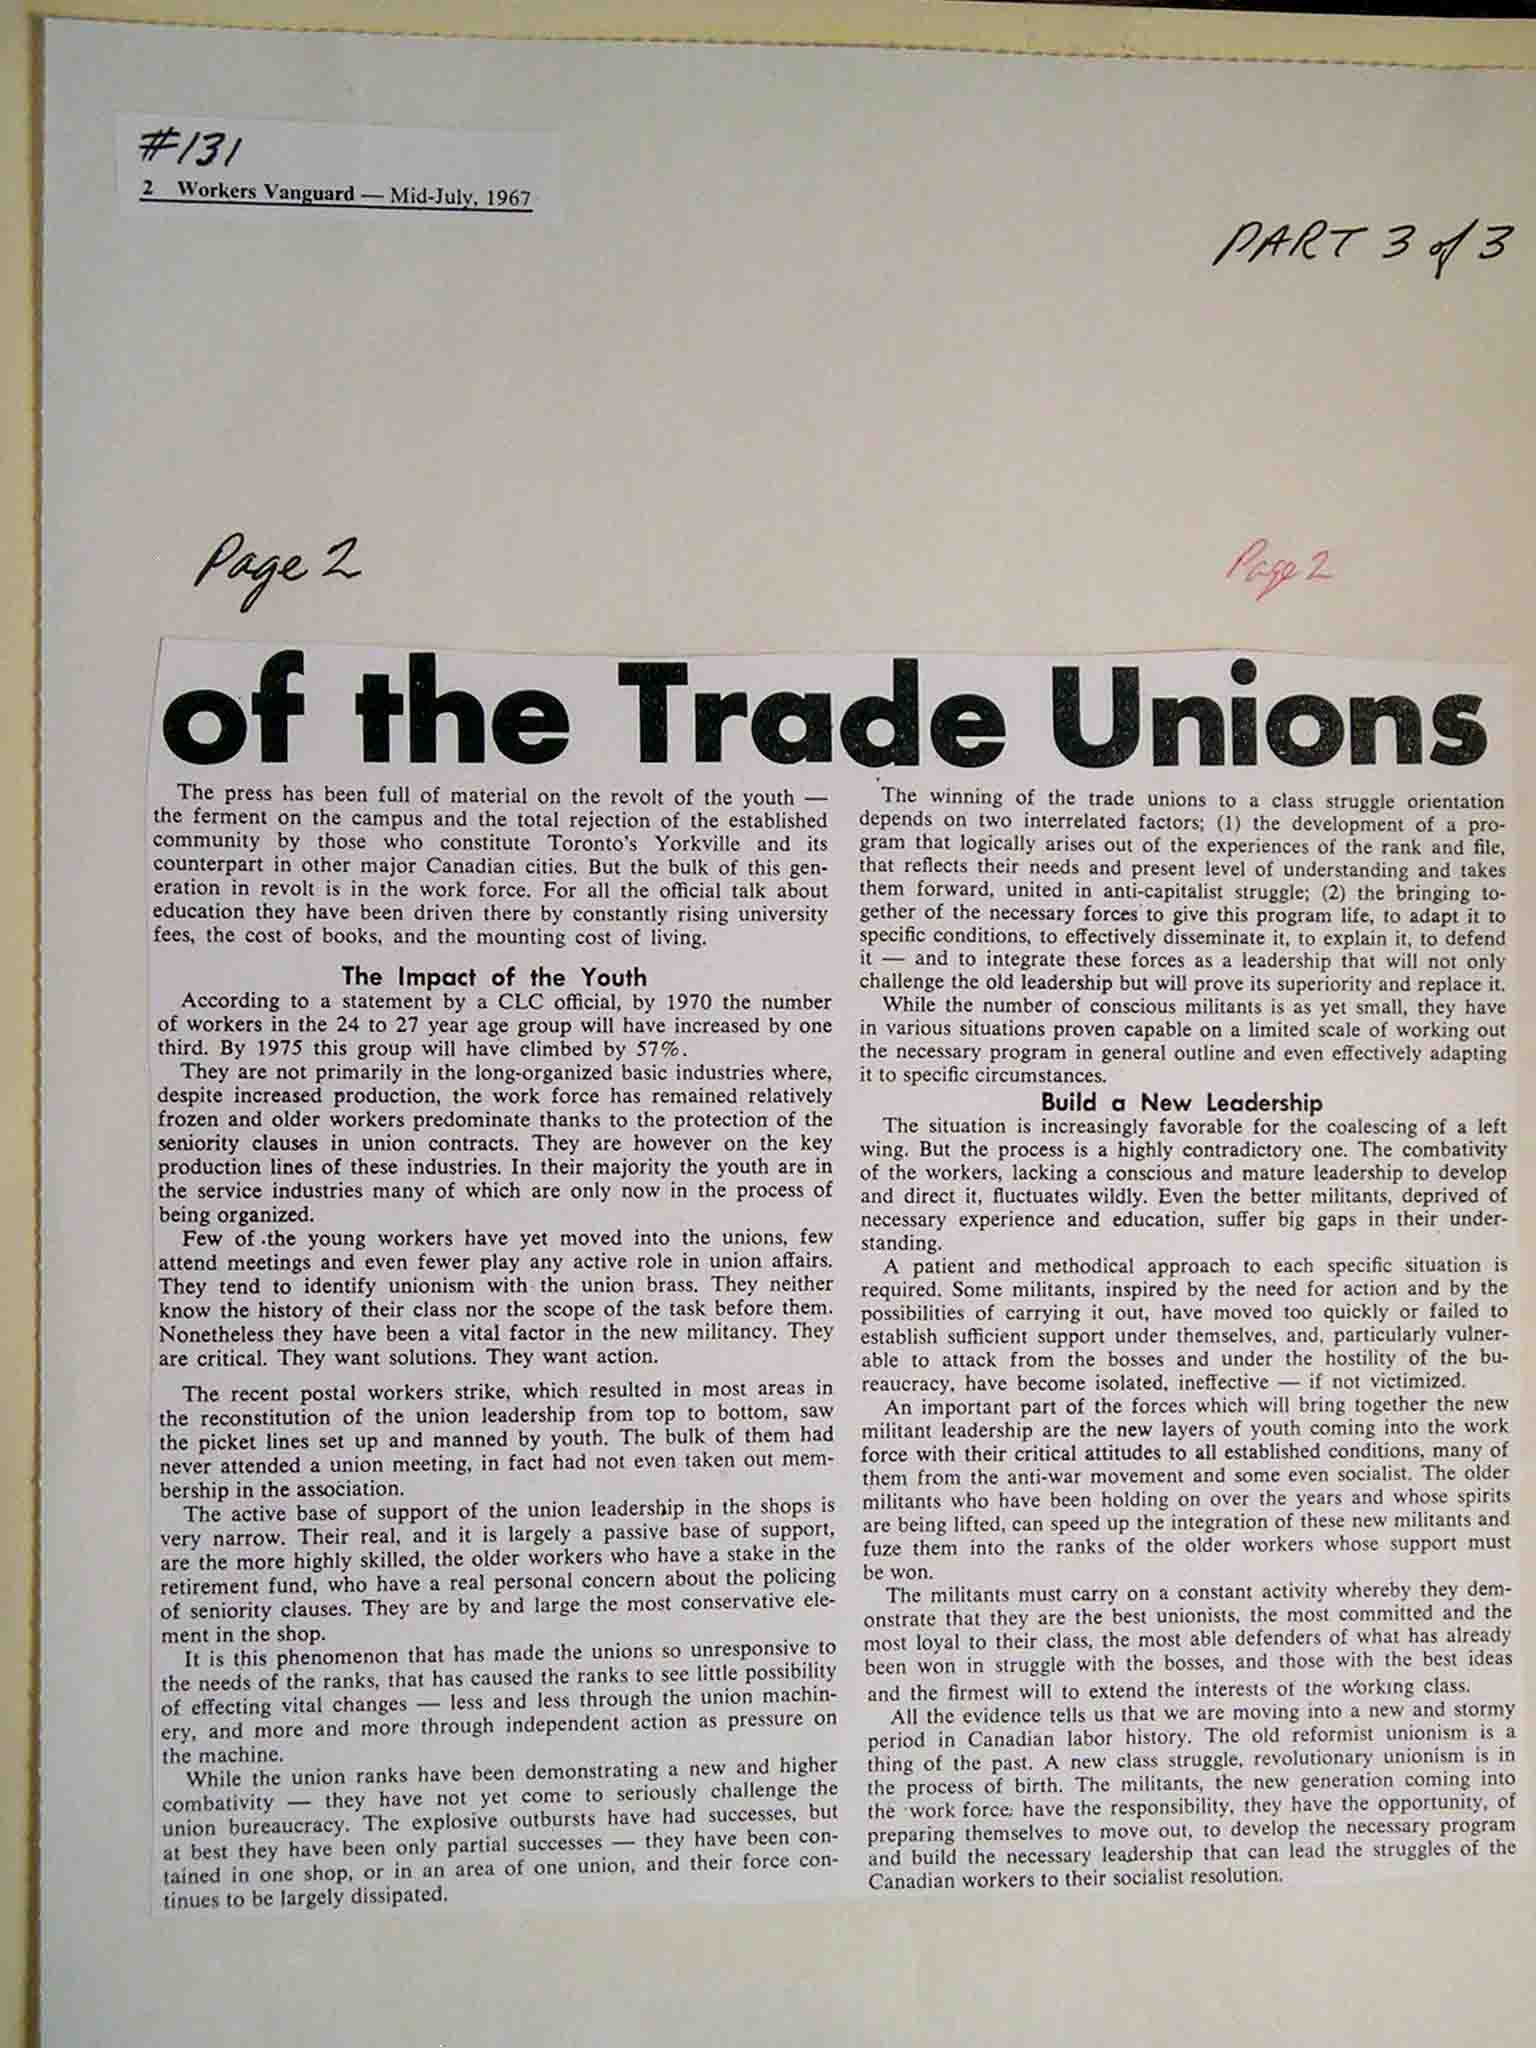 #131
2 Workers Vanguard — Mid-July, 1967
PART 3 of 3
Page 2
Page 2
of the Trade Unions
The press has been full of material on the revolt of the youth —
the ferment on the campus and the total rejection of the established
community by those who constitute Toronto's Yorkville and its
counterpart in other major Canadian cities. But the bulk of this gen-
eration in revolt is in the work force. For all the official talk about
education they have been driven there by constantly rising university
fees, the cost of books, and the mounting cost of living.
The Impact of the Youth
According to a statement by a CLC official, by 1970 the number
of workers in the 24 to 27 year age group will have increased by one
third. By 1975 this group will have climbed by 57%.
They are not primarily in the long-organized basic industries where,
despite increased production, the work force has remained relatively
frozen and older workers predominate thanks to the protection of the
seniority clauses in union contracts. They are however on the key
production lines of these industries. In their majority the youth are in
the service industries many of which are only now in the process of
being organized.
Few of the young workers have yet moved into the unions, few
attend meetings and even fewer play any active role in union affairs.
They tend to identify unionism with the union brass. They neither
know the history of their class nor the scope of the task before them.
Nonetheless they have been a vital factor in the new militancy. They
are critical. They want solutions. They want action.
The recent postal workers strike, which resulted in most areas in
the reconstitution of the union leadership from top to bottom, saw
the picket lines set up and manned by youth. The bulk of them had
never attended a union meeting, in fact had not even taken out mem-
bership in the association.
The active base of support of the union leadership in the shops is
very narrow. Their real, and it is largely a passive base of support,
are the more highly skilled, the older workers who have a stake in the
retirement fund, who have a real personal concern about the policing
of seniority clauses. They are by and large the most conservative ele-
ment in the shop.
It is this phenomenon that has made the unions so unresponsive to
the needs of the ranks, that has caused the ranks to see little possibility
of effecting vital changes — less and less through the union machin-
ery, and more and more through independent action as pressure on
the machine.
While the union ranks have been demonstrating a new and higher
combativity — they have not yet come to seriously challenge the
union bureaucracy. The explosive outbursts have had successes, but
at best they have been only partial successes — they have been con-
tained in one shop, or in an area of one union, and their force con-
tinues to be largely dissipated.
The winning of the trade unions to a class struggle orientation
depends on two interrelated factors; (1) the development of a pro-
gram that logically arises out of the experiences of the rank and file,
that reflects their needs and present level of understanding and takes
them forward, united in anti-capitalist struggle; (2) the bringing to-
gether of the necessary forces to give this program life, to adapt it to
specific conditions, to effectively disseminate it, to explain it, to defend
it — and to integrate these forces as a leadership that will not only
challenge the old leadership but will prove its superiority and replace it.
While the number of conscious militants is as yet small, they have
in various situations proven capable on a limited scale of working out
the necessary program in general outline and even effectively adapting
it to specific circumstances.
Build a New Leadership
The situation is increasingly favorable for the coalescing of a left
wing. But the process is a highly contradictory one. The combativity
of the workers, lacking a conscious and mature leadership to develop
and direct it, fluctuates wildly. Even the better militants, deprived of
necessary experience and education, suffer big gaps in their under-
standing.
A patient and methodical approach to each specific situation is
required. Some militants, inspired by the need for action and by the
possibilities of carrying it out, have moved too quickly or failed to
establish sufficient support under themselves, and, particularly vulner-
able to attack from the bosses and under the hostility of the bu-
reaucracy, have become isolated, ineffective — if not victimized.
An important part of the forces which will bring together the new
militant leadership are the new layers of youth coming into the work
force with their critical attitudes to all established conditions, many of
them from the anti-war movement and some even socialist. The older
militants who have been holding on over the years and whose spirits
are being lifted, can speed up the integration of these new militants and
fuze them into the ranks of the older workers whose support must
be won.
The militants must carry on a constant activity whereby they dem-
onstrate that they are the best unionists, the most committed and the
most loyal to their class, the most able defenders of what has already
been won in struggle with the bosses, and those with the best ideas
and the firmest will to extend the interests of the working class.
All the evidence tells us that we are moving into a new and stormy
period in Canadian labor history. The old reformist unionism is a
thing of the past. A new class struggle, revolutionary unionism is in
the process of birth. The militants, the new generation coming into
the work force, have the responsibility, they have the opportunity, of
preparing themselves to move out, to develop the necessary program
and build the necessary leadership that can lead the struggles of the
Canadian workers to their socialist resolution.